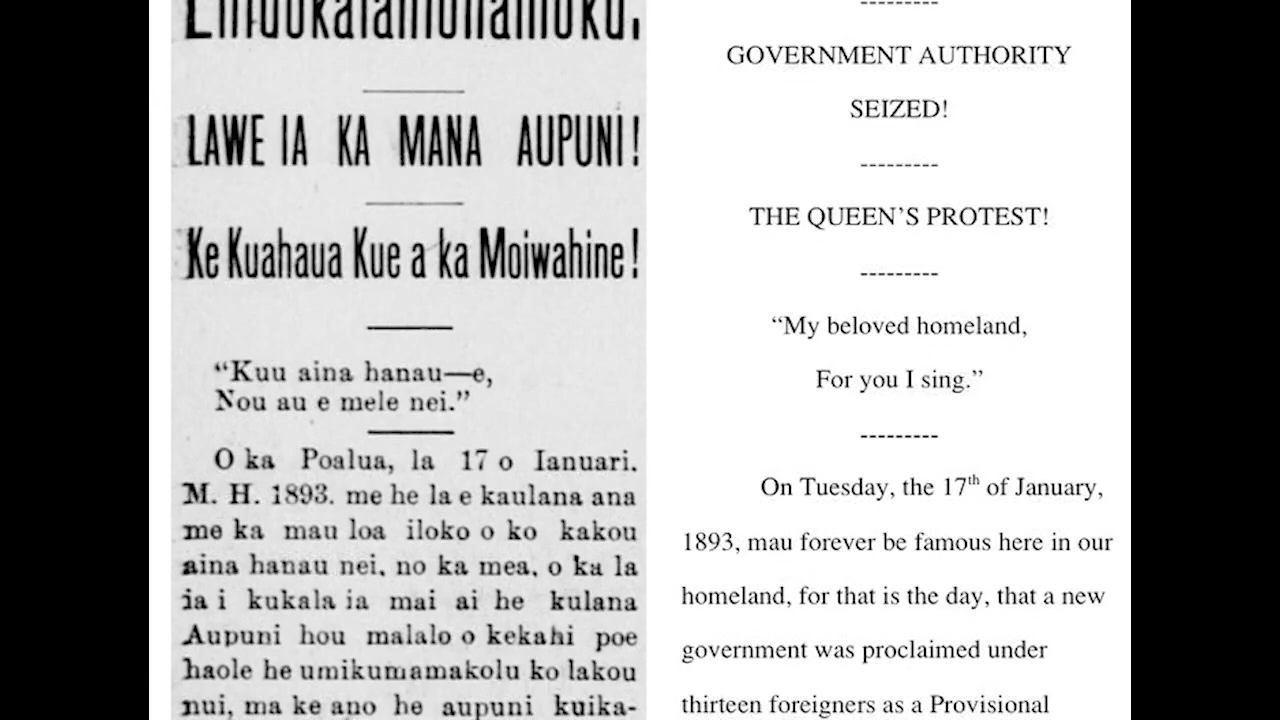 LAWE IA KA MANA AUPUNI!
Ke Kuahaua Kue a ka Moiwahine!
“Kuu aina hanau—e,
Nou au e mele nei.”
O ka Poalua, la 17 o Ianuari.
M. H. 1893. me he la e kaulana ana
me ka mau loa iloko o ko kakou
aina hanau nei, no ka mea, o ka la
ia i kukala ia mai ai he kulana
Aupuni hou malalo o kekahi poe
haole he umikumamakolu ko lakou
nui, ma ke ano he aupuni kuika-
---------
GOVERNMENT AUTHORITY
SEIZED!
---------
THE QUEEN’S PROTEST!
---------
“My beloved homeland,
For you I sing.”
---------
On Tuesday, the 17th of January,
1893, mau forever be famous here in our
homeland, for that is the day, that a new
government was proclaimed under
thirteen foreigners as a Provisional